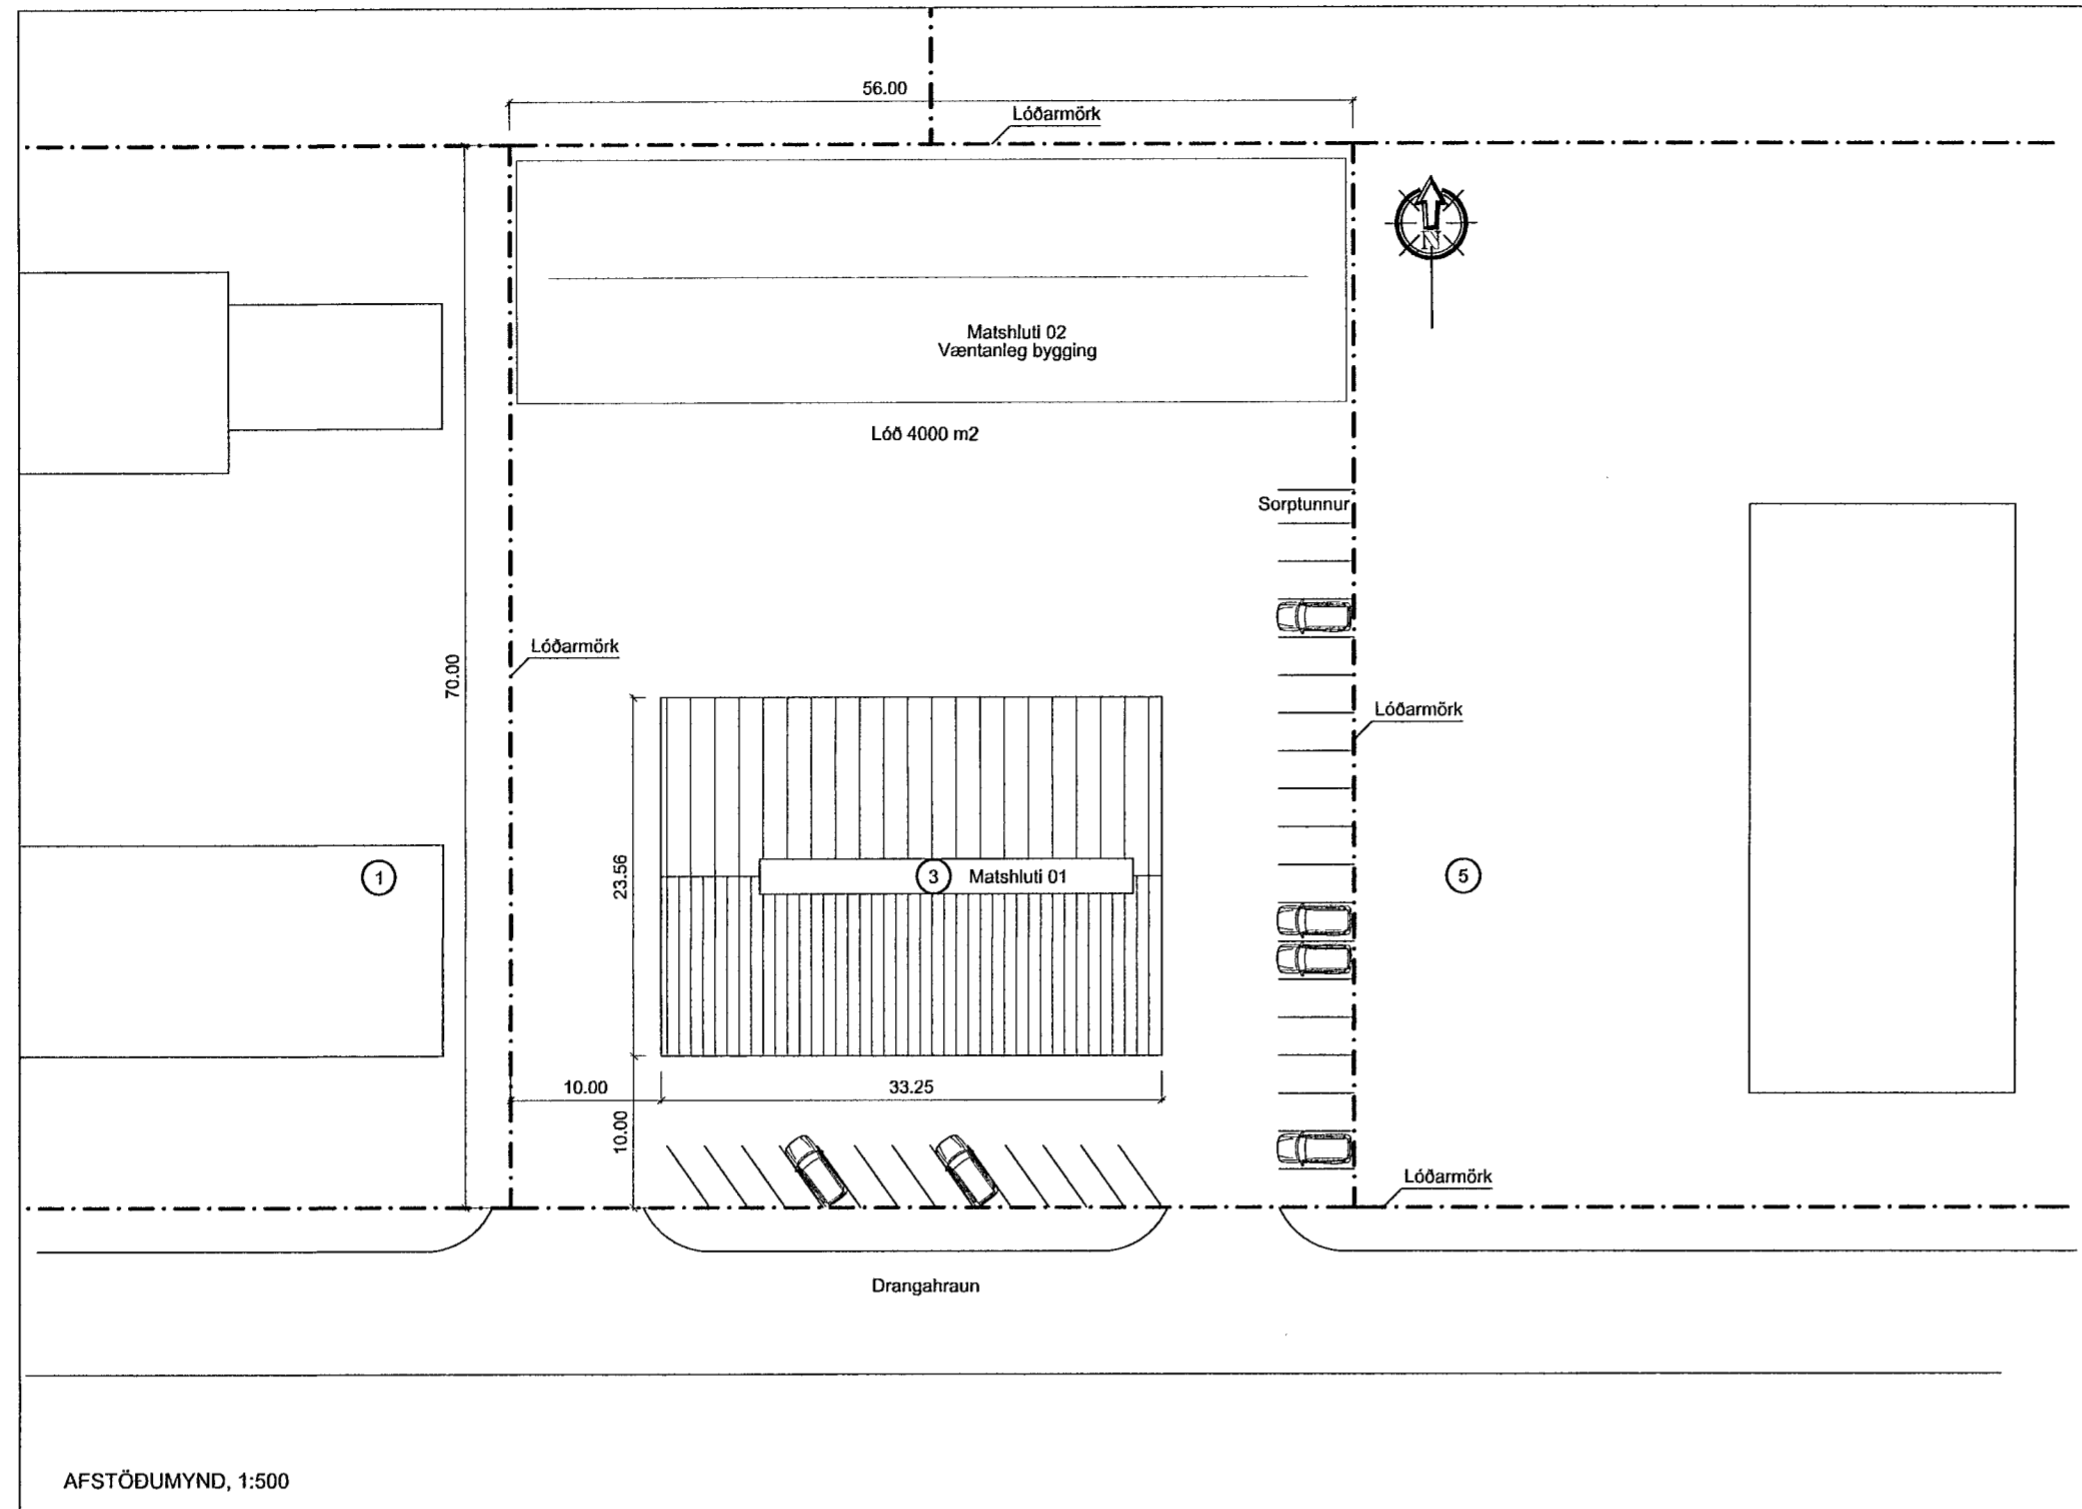 56.00
Lóðarmörk
N
Matshluti 02
Væntanleg bygging
Lóð 4000 m2
Sorptunnur
Lóðarmörk
70.00
Lóðarmörk
23.56
1
3 Matshluti 01
5
10.00
33.25
10.00
Lóðarmörk
Drangahraun
AFSTÖÐUMYND, 1:500